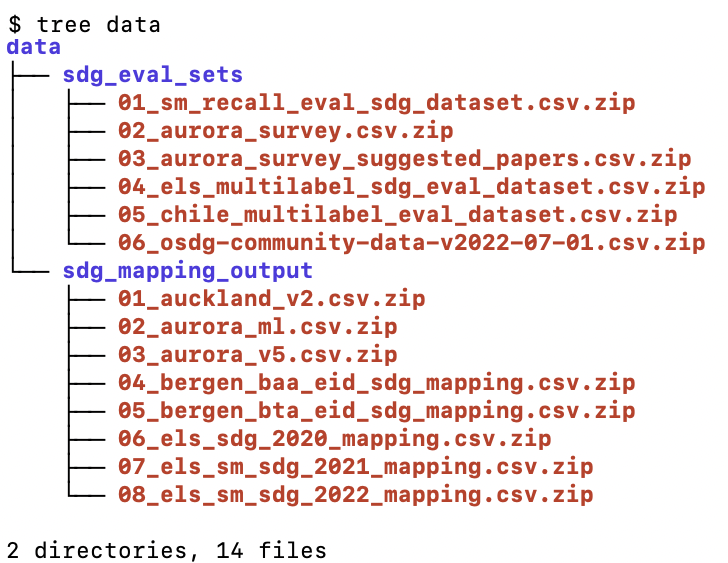 $ tree data
data
├── sdg_eval_sets
│   ├── 01_sm_recall_eval_sdg_dataset.csv.zip
│   ├── 02_aurora_survey.csv.zip
│   ├── 03_aurora_survey_suggested_papers.csv.zip
│   ├── 04_els_multilabel_sdg_eval_dataset.csv.zip
│   ├── 05_chile_multilabel_eval_dataset.csv.zip
│   └── 06_osdg-community-data-v2022-07-01.csv.zip
└── sdg_mapping_output
    ├── 01_auckland_v2.csv.zip
    ├── 02_aurora_ml.csv.zip
    ├── 03_aurora_v5.csv.zip
    ├── 04_bergen_baa_eid_sdg_mapping.csv.zip
    ├── 05_bergen_bta_eid_sdg_mapping.csv.zip
    ├── 06_els_sdg_2020_mapping.csv.zip
    ├── 07_els_sm_sdg_2021_mapping.csv.zip
    └── 08_els_sm_sdg_2022_mapping.csv.zip
2 directories, 14 files